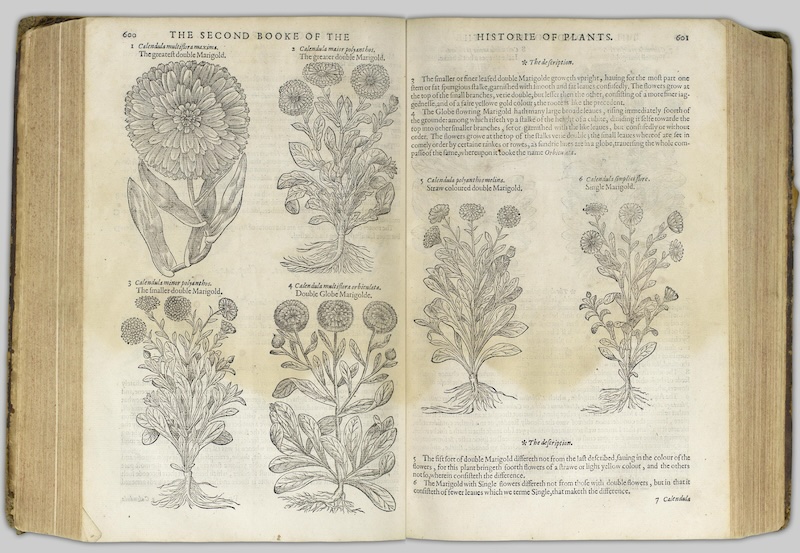 600 THE SECOND BOOKE OF THE
1 Calendula multiflora maxima.
The greatest double Marigold.
2 Calendula maior polyanthos.
The greater double Marigold.
3 Calendula minor polyanthos.
The smaller double Marigold.
4 Calendula multiflora orbiculata.
Double Globe Marigolde.
HISTORIE OF PLANTS. 601
* The description.
3 The smaller or finer leafed double Marigolde groweth vpright, hauing for the most part one
stem or fat spungious stalke, garnished with smooth and fat leaues confusedly. The flowers grow at
the top of the small branches, verie double, but lesser than the other, consisting of more finer iag-
gednesse, and of a faire yellow gold colour; the roote is like the precedent.
4 The Globe flowring Marigold hath many large broade leaues, rising immediately foorth of
the ground: among which riseth vp a stalke of the height of a cubite, diuiding it selfe towarde the
top into other smaller branches, set or garnished with the like leaues, but confusedly or without
order. The flowers growe at the top of the stalks verie double; the small leaues whereof are set in
comely order by certaine rankes or rowes, as sundrie lines are in a globe, trauersing the whole com-
passe of the same, whereupon it tooke the name Orbiculata.
5 Calendula polyanthos melina.
Straw coloured double Marigold.
6 Calendula simplici flore.
Single Marigold.
* The description.
5 The fift sort of double Marigold differeth not from the last described, sauing in the colour of the
flowers, for this plant bringeth foorth flowers of a strawe or light yellow colour, and the others
not so, wherein consisteth the difference.
6 The Marigold with Single flowers differeth not from those with double flowers, but in that it
consisteth of fewer leaues which we terme Single, that maketh the difference.
7 Calendula